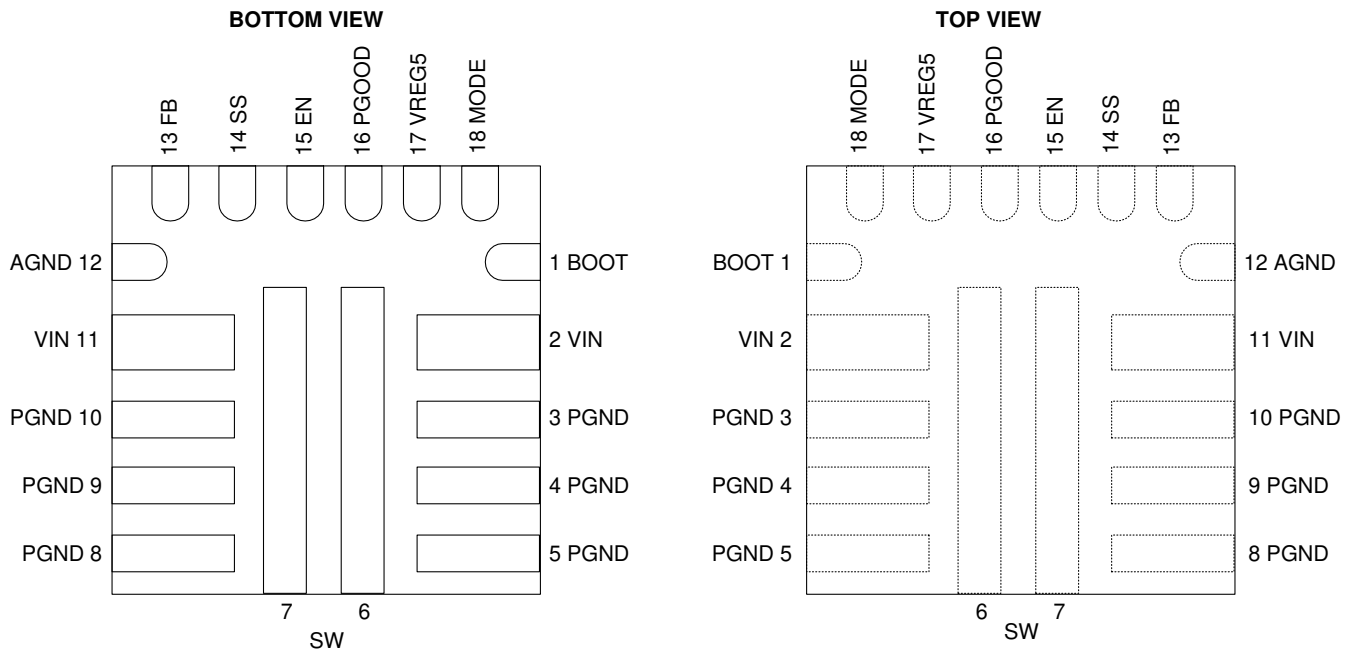 BOTTOM VIEW
13 FB
14 SS
15 EN
16 PGOOD
17 VREG5
18 MODE
AGND 12
1 BOOT
VIN 11
2 VIN
PGND 10
3 PGND
PGND 9
4 PGND
PGND 8
5 PGND
7
6
SW
TOP VIEW
18 MODE
17 VREG5
16 PGOOD
15 EN
14 SS
13 FB
BOOT 1
12 AGND
VIN 2
11 VIN
PGND 3
10 PGND
PGND 4
9 PGND
PGND 5
8 PGND
6
7
SW